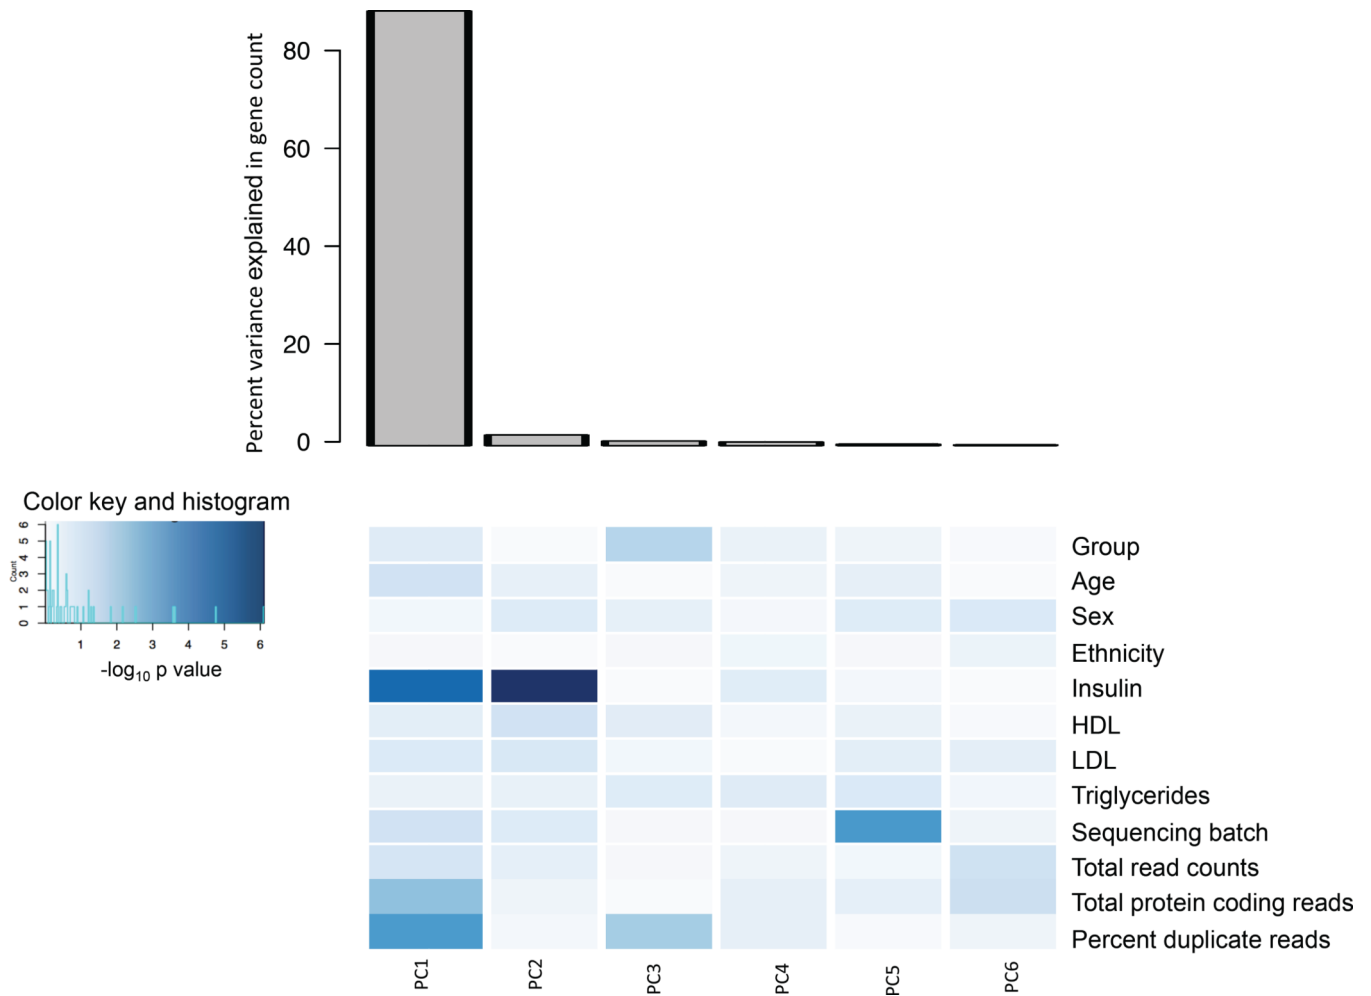 Percent variance explained in gene count
80
60
40
20
0
Color key and histogram
Count
6
5
4
3
2
1
0
1 2 3 4 5 6
-log10 p value
Group
Age
Sex
Ethnicity
Insulin
HDL
LDL
Triglycerides
Sequencing batch
Total read counts
Total protein coding reads
Percent duplicate reads
PC1 PC2 PC3 PC4 PC5 PC6